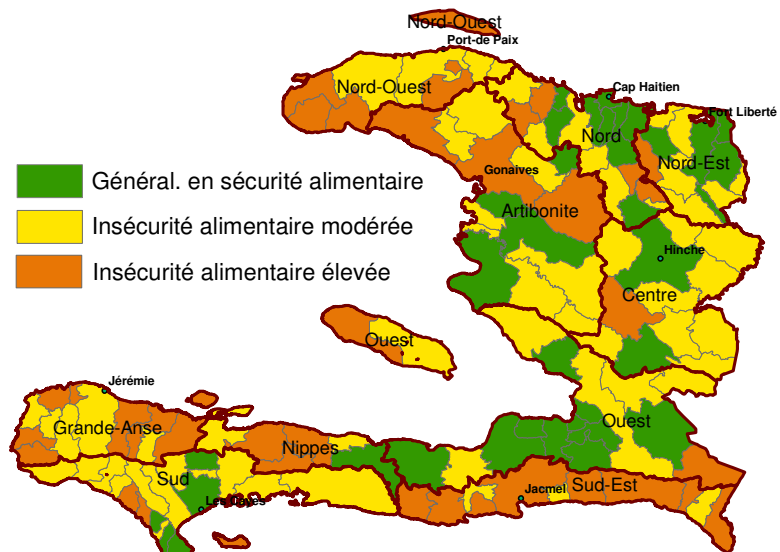 Nord-Ouest
Port-de Paix
Nord-Ouest
Cap Haitien
Fort Liberté
Nord
Nord-Est
Général. en sécurité alimentaire
Gonaives
Insécurité alimentaire modérée
Artibonite
Hinche
Insécurité alimentaire élevée
Centre
Ouest
Jérémie
Grande-Anse
Ouest
Nippes
Sud
Sud-Est
Jacmel
Les Cayes